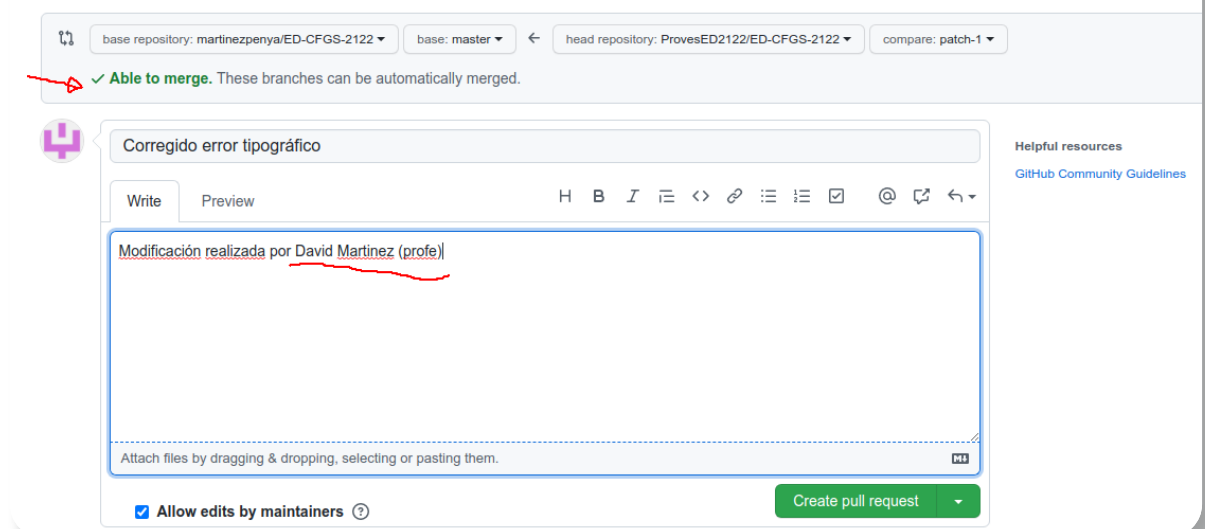 base repository: martinezpenya/ED-CFGS-2122 base: master head repository: ProvesED2122/ED-CFGS-2122 compare: patch-1
Able to merge. These branches can be automatically merged.
Corregido error tipográfico
Helpful resources
GitHub Community Guidelines
Write Preview
Modificación realizada por David Martinez (profe)
Attach files by dragging & dropping, selecting or pasting them.
Create pull request
Allow edits by maintainers